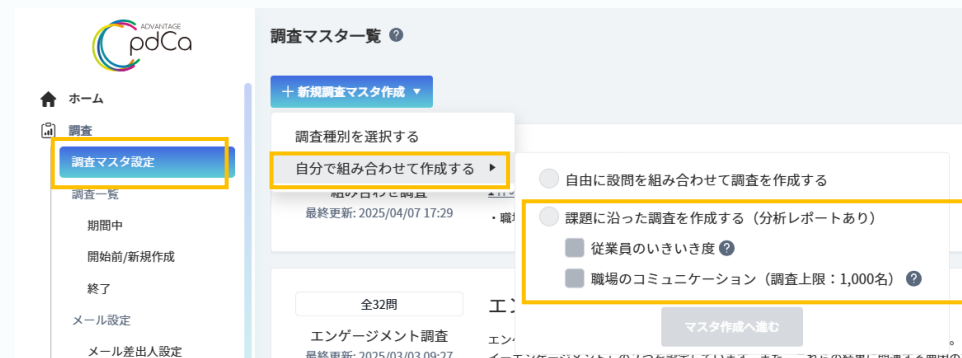 ADVANTAGE
pdCa
ホーム
調査
調査マスタ設定
調査一覧
期間中
開始前/新規作成
終了
メール設定
メール差出人設定
調査マスター覧 ?
＋新規調査マスタ作成 ▼
調査種別を選択する
自分で組み合わせて作成する ▶
組み合わせ調査
最終更新: 2025/04/07 17:29
・職場
自由に設問を組み合わせて調査を作成する
課題に沿った調査を作成する（分析レポートあり）
従業員のいきいき度 ?
職場のコミュニケーション（調査上限：1,000名） ?
マスタ作成へ進む
全32問
エンゲージメント調査
最終更新: 2025/03/03 09:27
エン
エン